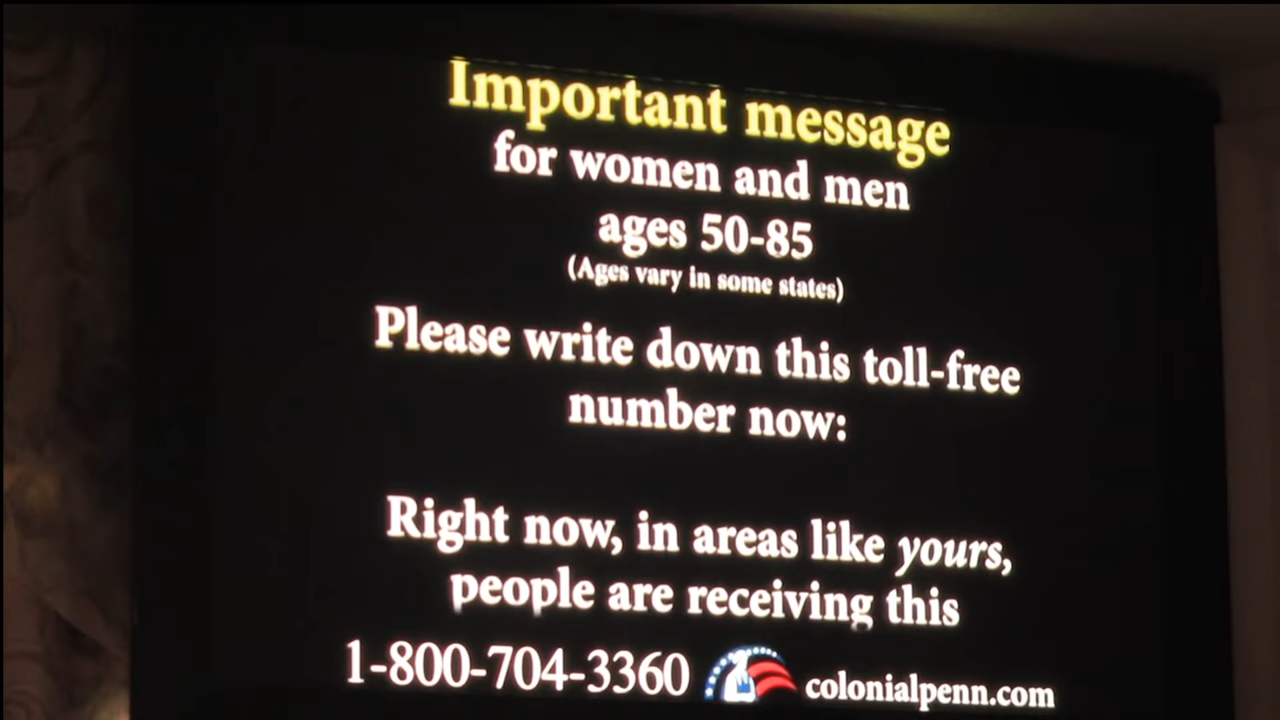 Important message
for women and men
ages 50-85
(Ages vary in some states)
Please write down this toll-free
number now:
Right now, in areas like yours,
people are receiving this
1-800-704-3360 colonialpenn.com